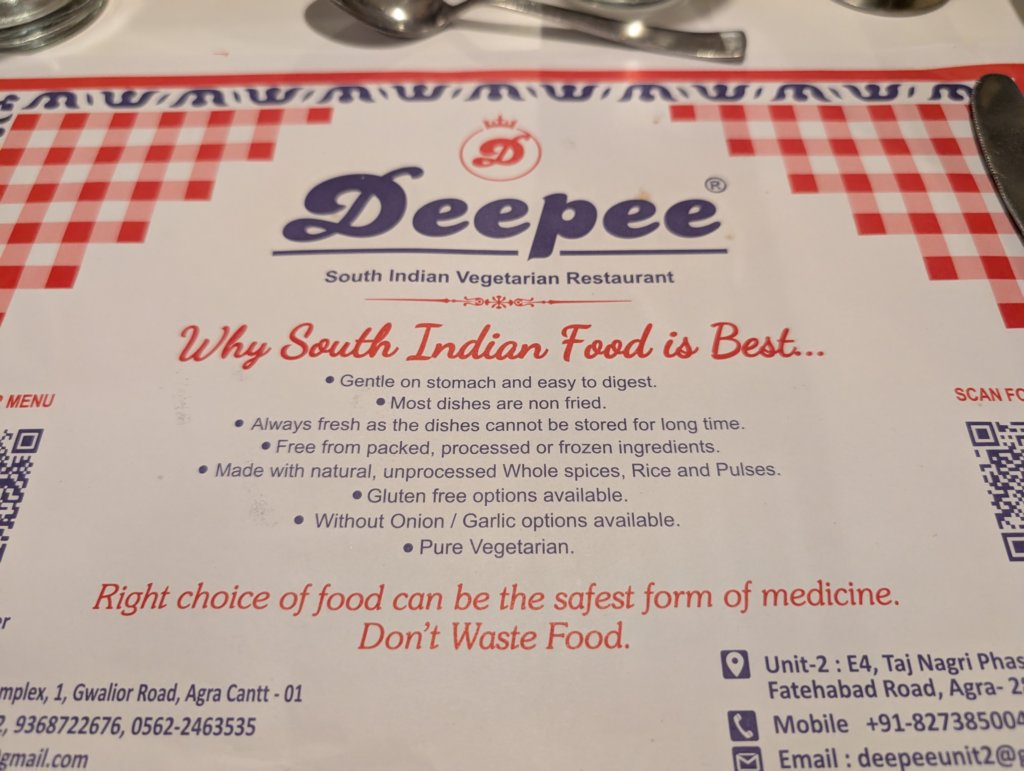 D
Deepee®
South Indian Vegetarian Restaurant
Why South Indian Food is Best...
• Gentle on stomach and easy to digest.
• Most dishes are non fried.
• Always fresh as the dishes cannot be stored for long time.
• Free from packed, processed or frozen ingredients.
• Made with natural, unprocessed Whole spices, Rice and Pulses.
• Gluten free options available.
• Without Onion / Garlic options available.
• Pure Vegetarian.
MENU
SCAN
Right choice of food can be the safest form of medicine.
Don't Waste Food.
1, Gwalior Road, Agra Cantt - 01
9368722676, 0562-2463535
Unit-2 : E4, Taj Nagri
Fatehabad Road, Agra-
Mobile +91-827385004
Email : deepeeunit2@